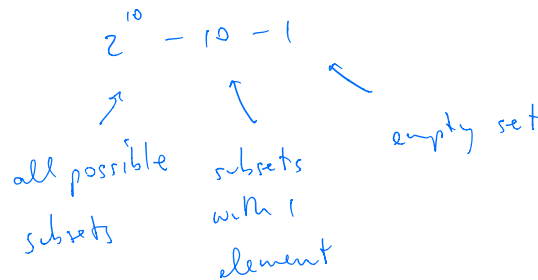 2^10 - 10 - 1
all possible
subsets
subsets
with 1
element
empty set